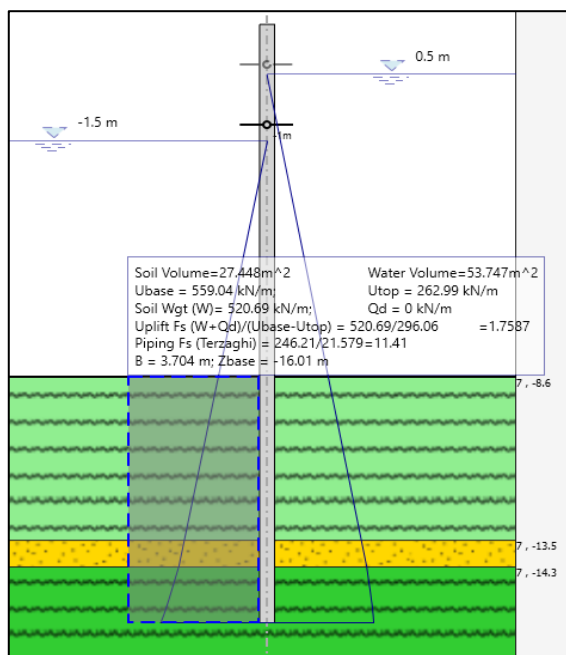 0.5 m
-1.5 m
-1m
Soil Volume=27.448m^2 Water Volume=53.747m^2
Ubase = 559.04 kN/m; Utop = 262.99 kN/m
Soil Wgt (W)= 520.69 kN/m; Qd = 0 kN/m
Uplift Fs (W+Qd)/(Ubase-Utop) = 520.69/296.06 =1.7587
Piping Fs (Terzaghi) = 246.21/21.579=11.41
B = 3.704 m; Zbase = -16.01 m
7 , -8.6
7 , -13.5
7 , -14.3